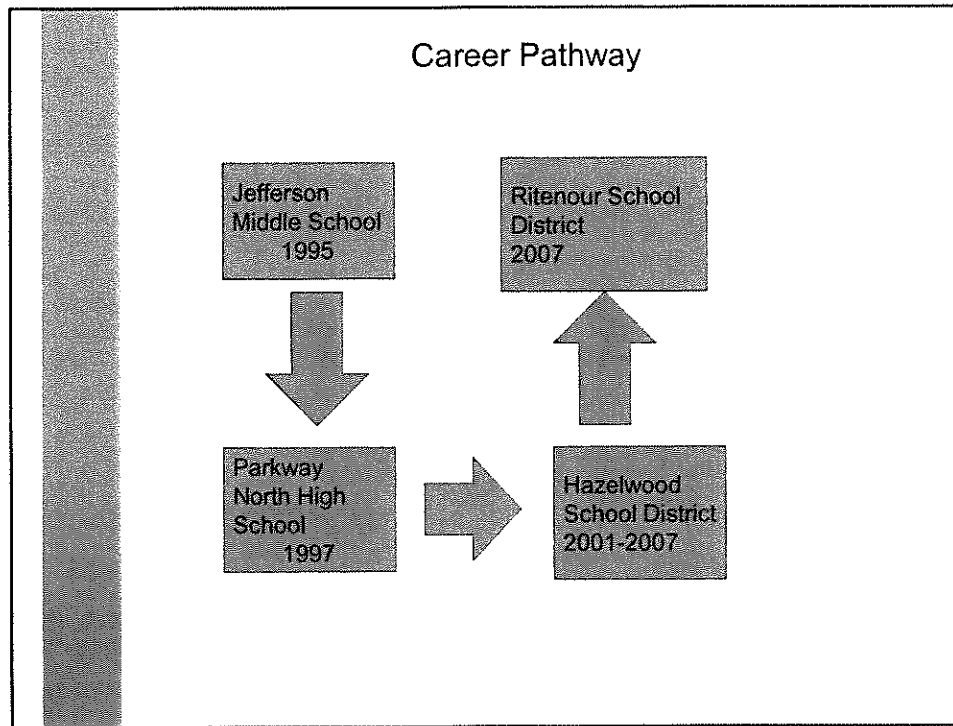 Career Pathway
Jefferson
Middle School
1995
Parkway
North High
School
1997
Hazelwood
School District
2001-2007
Ritenour School
District
2007